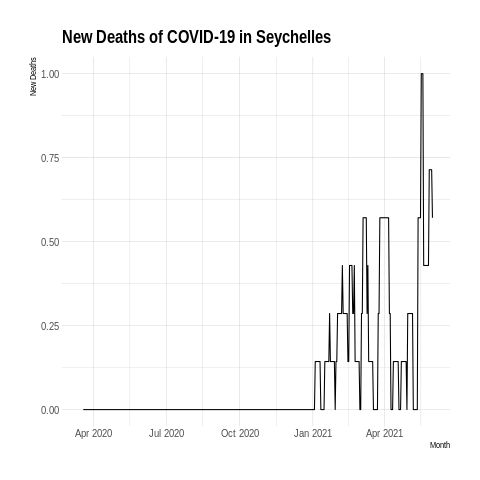 New Deaths of COVID-19 in Seychelles
New Deaths
1.00
0.75
0.50
0.25
0.00
Apr 2020 Jul 2020 Oct 2020 Jan 2021 Apr 2021
Month